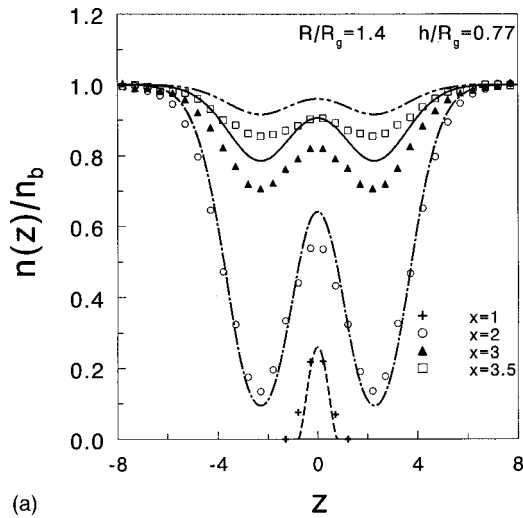 R/R_g=1.4 h/R_g=0.77
1.2
1.0
0.8
0.6
0.4
0.2
0.0
n(z)/n_b
+ x=1
○ x=2
▲ x=3
□ x=3.5
-8 -4 0 4 8
z
(a)